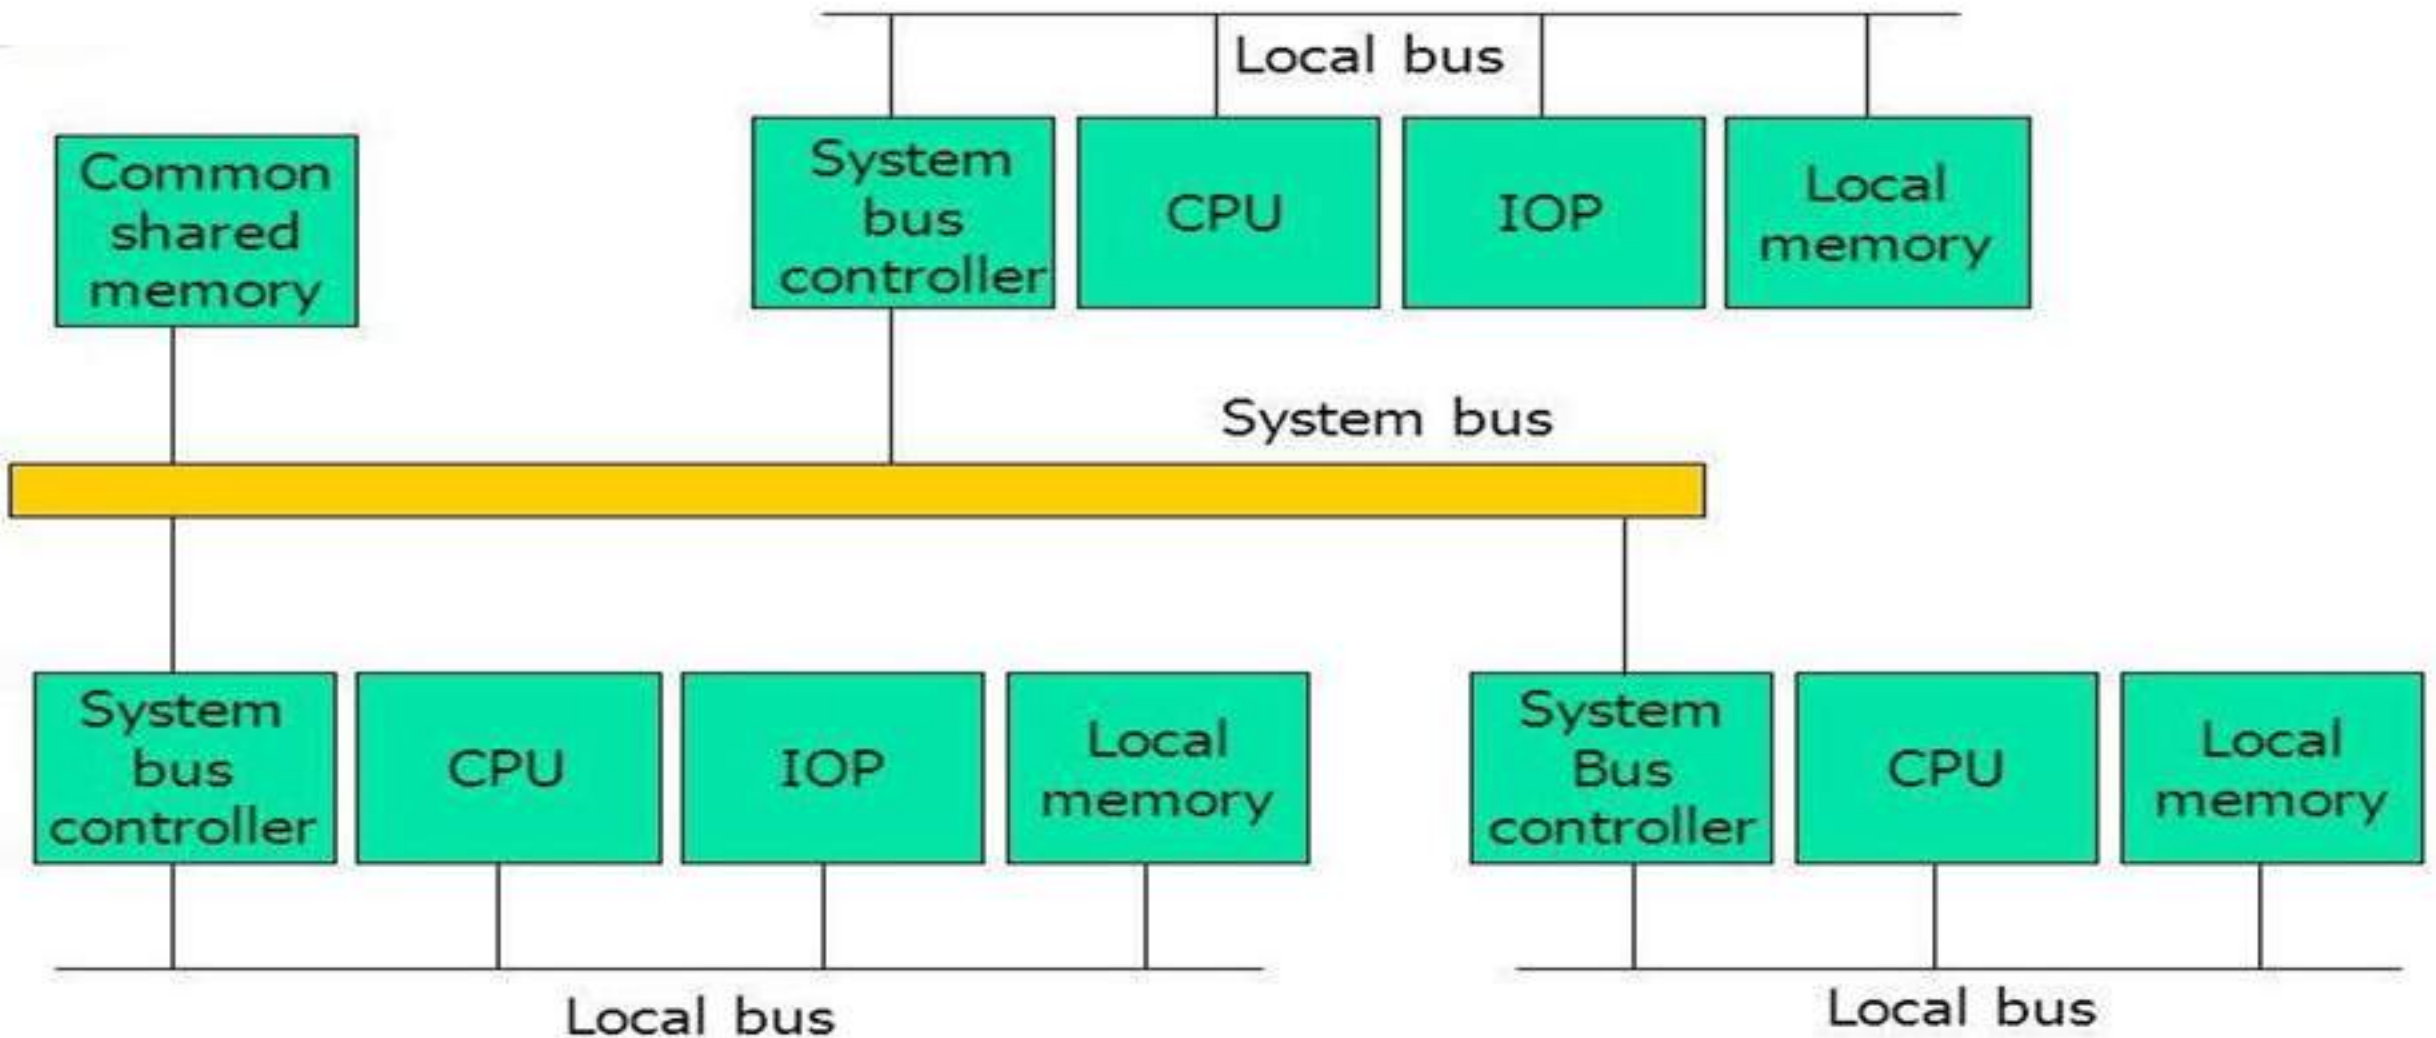 Local bus
Common
shared
memory
System
bus
controller
CPU
IOP
Local
memory
System bus
System
bus
controller
CPU
IOP
Local
memory
System
Bus
controller
CPU
Local
memory
Local bus
Local bus